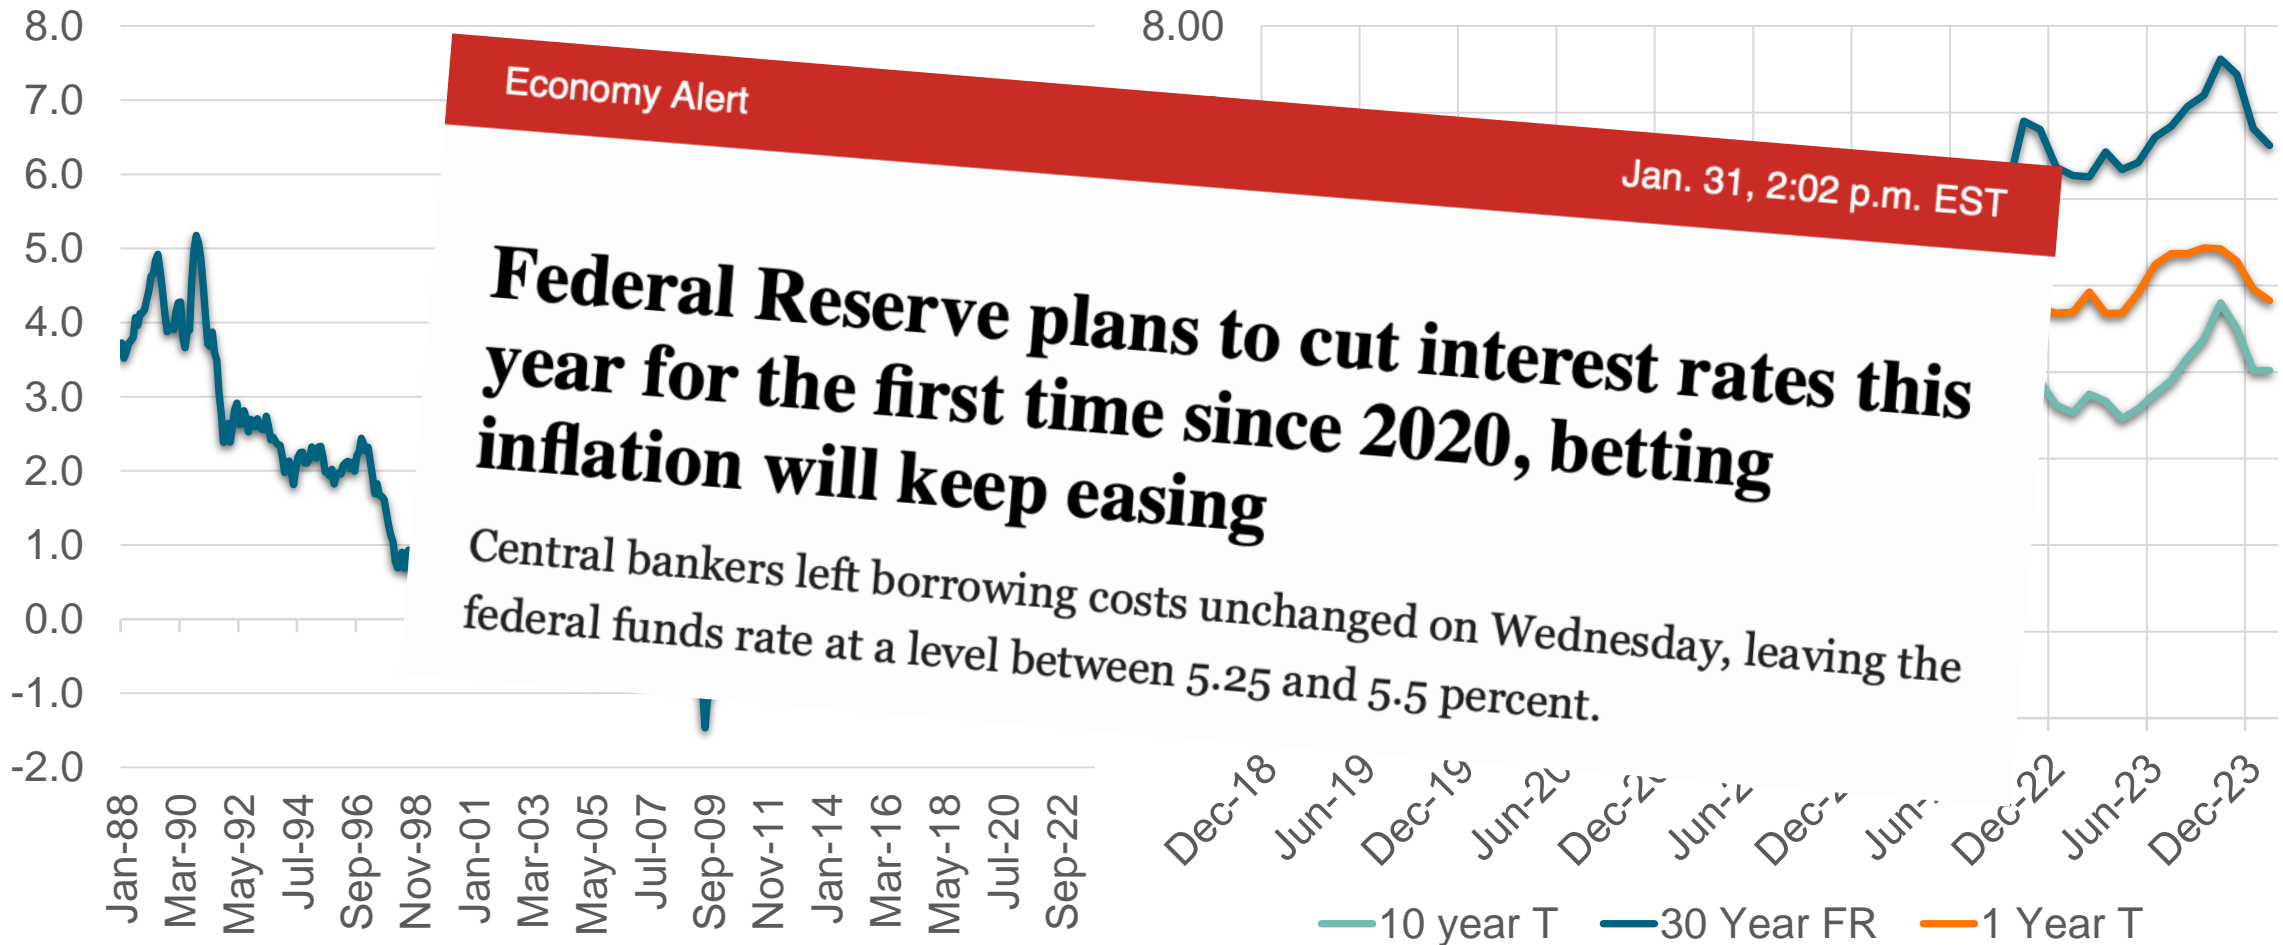 8.0
7.0
6.0
5.0
4.0
3.0
2.0
1.0
0.0
-1.0
-2.0
Jan-88
Mar-90
May-92
Jul-94
Sep-96
Nov-98
Jan-01
Mar-03
May-05
Jul-07
Sep-09
Nov-11
Jan-14
Mar-16
May-18
Jul-20
Sep-22
Economy Alert
Jan. 31, 2:02 p.m. EST
Federal Reserve plans to cut interest rates this
year for the first time since 2020, betting
inflation will keep easing
Central bankers left borrowing costs unchanged on Wednesday, leaving the
federal funds rate at a level between 5.25 and 5.5 percent.
8.00
Dec-18
Jun-19
Dec-19
Jun-20
Dec-22
Jun-23
Dec-23
10 year T
30 Year FR
1 Year T